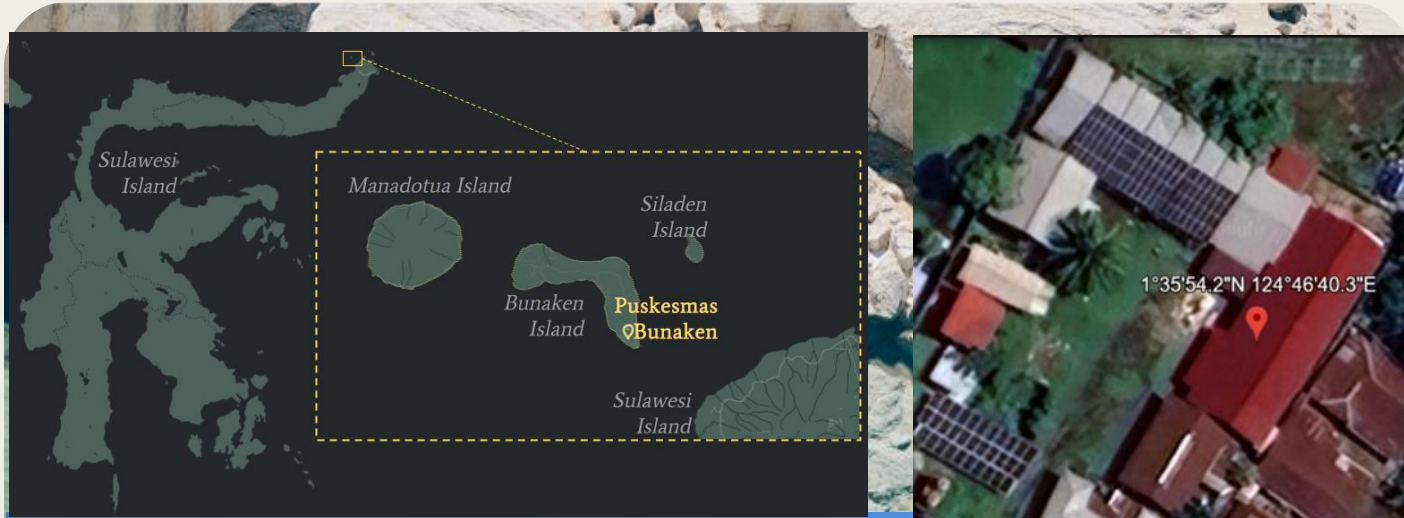 Sulawesi
Island
Manadotua Island
Siladen
Island
Bunaken
Island
Puskesmas
Bunaken
Sulawesi
Island
1°35'54.2"N 124°46'40.3"E